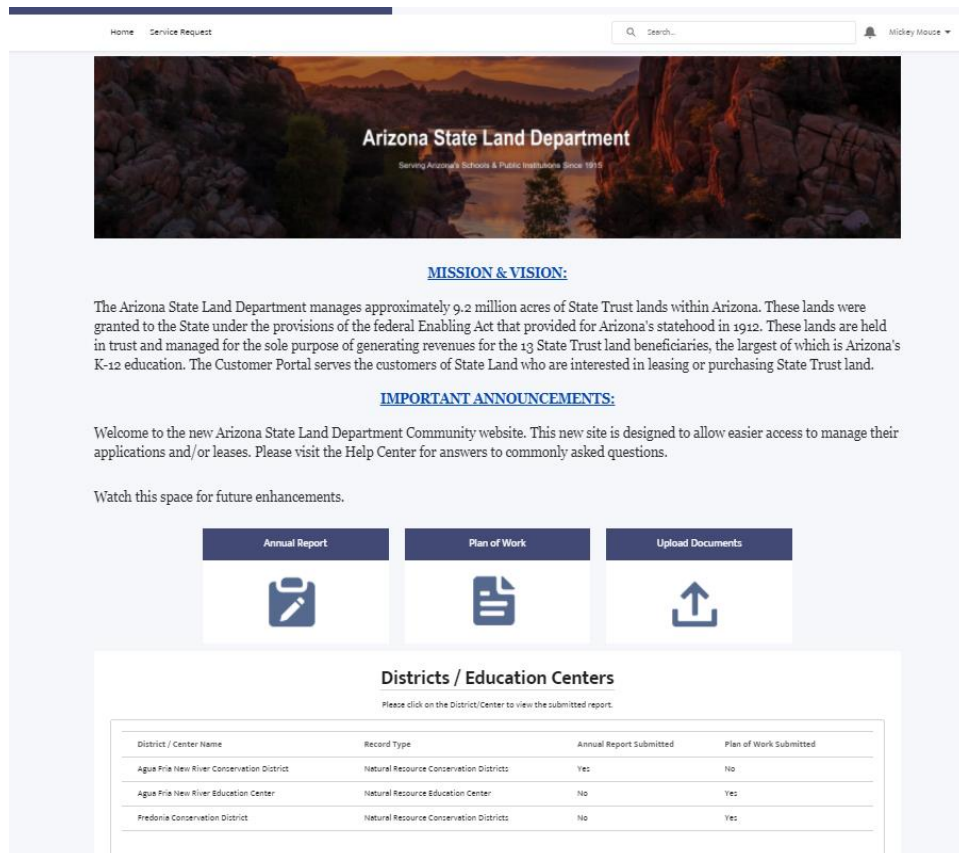 Home Service Request Search... Mickey Mouse
Arizona State Land Department
Serving Arizona's Schools & Public Institutions Since 1915
MISSION & VISION:
The Arizona State Land Department manages approximately 9.2 million acres of State Trust lands within Arizona. These lands were
granted to the State under the provisions of the federal Enabling Act that provided for Arizona's statehood in 1912. These lands are held
in trust and managed for the sole purpose of generating revenues for the 13 State Trust land beneficiaries, the largest of which is Arizona's
K-12 education. The Customer Portal serves the customers of State Land who are interested in leasing or purchasing State Trust land.
IMPORTANT ANNOUNCEMENTS:
Welcome to the new Arizona State Land Department Community website. This new site is designed to allow easier access to manage their
applications and/or leases. Please visit the Help Center for answers to commonly asked questions.
Watch this space for future enhancements.
Annual Report Plan of Work Upload Documents
Districts / Education Centers
Please click on the District/Center to view the submitted report.
District / Center Name Record Type Annual Report Submitted Plan of Work Submitted
Agua Fria New River Conservation District Natural Resource Conservation Districts Yes No
Agua Fria New River Education Center Natural Resource Education Center No Yes
Fredonia Conservation District Natural Resource Conservation Districts No Yes